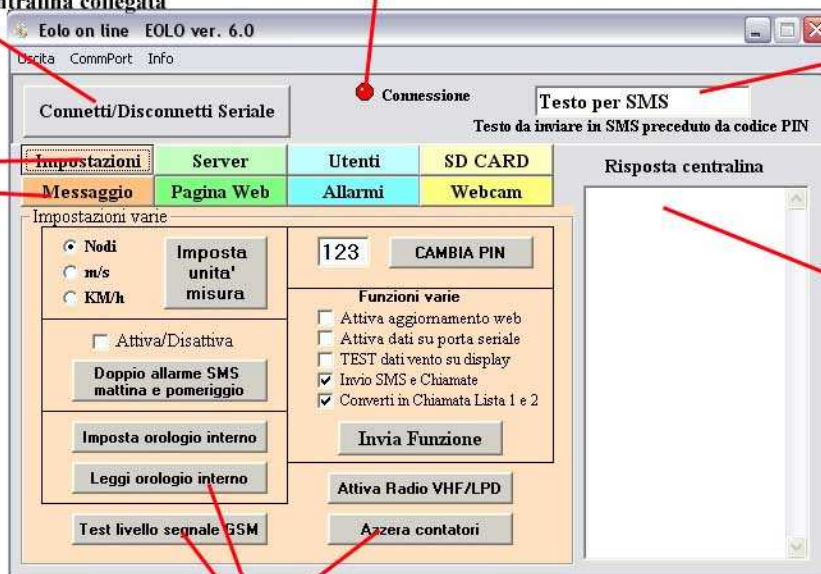 centralina collegata
Eolo on line EOLO ver. 6.0
Uscita CommPort Info
Connetti/Disconnetti Seriale
Connessione
Testo per SMS
Testo da inviare in SMS preceduto da codice PIN
Impostazioni Server Utenti SD CARD
Messaggio Pagina Web Allarmi Webcam
Risposta centralina
Impostazioni varie
Nodi
m/s
KM/h
Imposta
unita'
misura
123 CAMBIA PIN
Funzioni varie
Attiva aggiornamento web
Attiva dati su porta seriale
TEST dati vento su display
Invio SMS e Chiamate
Converti in Chiamata Lista 1 e 2
Invia Funzione
Attiva/Disattiva
Doppio allarme SMS
mattina e pomeriggio
Imposta orologio interno
Leggi orologio interno
Attiva Radio VHF/LPD
Test livello segnale GSM
Azzera contatori